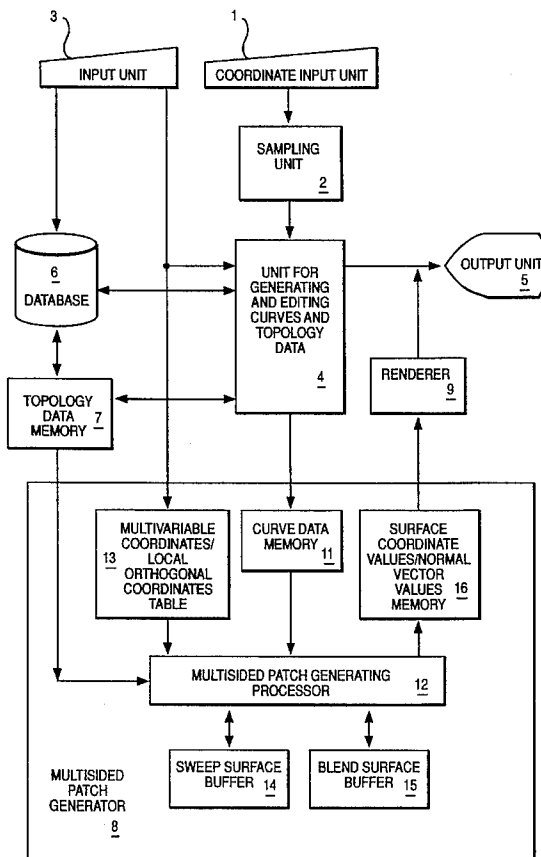 3
1
INPUT UNIT
COORDINATE INPUT UNIT
SAMPLING
UNIT
2
6
DATABASE
UNIT FOR
GENERATING
AND EDITING
CURVES AND
TOPOLOGY
DATA
4
OUTPUT UNIT
5
RENDERER
9
TOPOLOGY
DATA
MEMORY
7
13
MULTIVARIABLE
COORDINATES/
LOCAL
ORTHOGONAL
COORDINATES
TABLE
CURVE DATA
MEMORY
11
SURFACE
COORDINATE
VALUES/NORMAL
VECTOR
VALUES
MEMORY
16
MULTISIDED PATCH GENERATING
PROCESSOR
12
SWEEP SURFACE
BUFFER
14
BLEND SURFACE
BUFFER
15
MULTISIDED
PATCH
GENERATOR
8